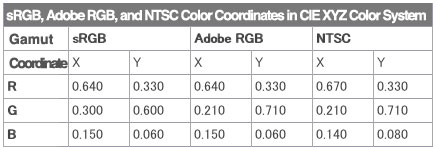 sRGB, Adobe RGB, and NTSC Color Coordinates in CIE XYZ Color System
Gamut sRGB Adobe RGB NTSC
Coordinate X Y X Y X Y
R 0.640 0.330 0.640 0.330 0.670 0.330
G 0.300 0.600 0.210 0.710 0.210 0.710
B 0.150 0.060 0.150 0.060 0.140 0.080